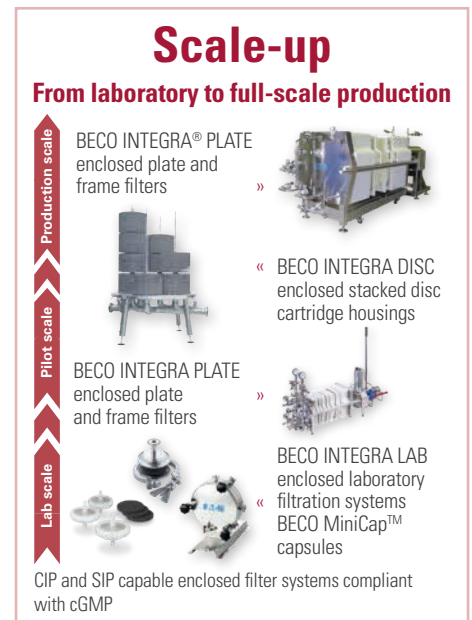 Scale-up
From laboratory to full-scale production
Production scale
BECO INTEGRA® PLATE
enclosed plate and
frame filters »
« BECO INTEGRA DISC
enclosed stacked disc
cartridge housings
Pilot scale
BECO INTEGRA PLATE
enclosed plate
and frame filters »
BECO INTEGRA LAB
enclosed laboratory
« filtration systems
BECO MiniCap™
capsules
Lab scale
CIP and SIP capable enclosed filter systems compliant
with cGMP